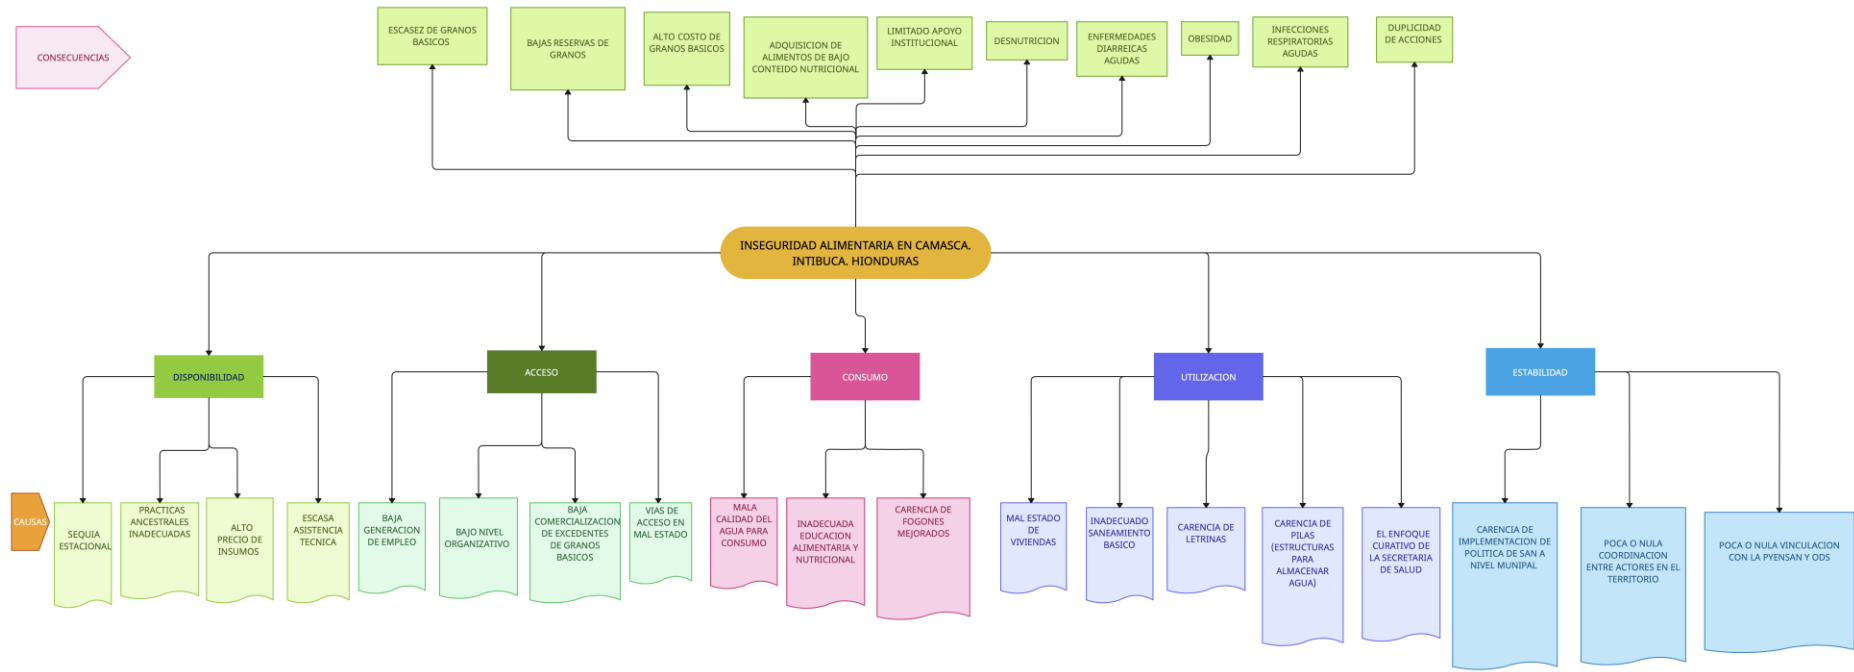 CONSECUENCIAS
ESCASEZ DE GRANOS
BASICOS
BAJAS RESERVAS DE
GRANOS
ALTO COSTO DE
GRANOS BASICOS
ADQUISICION DE
ALIMENTOS DE BAJO
CONTEIDO NUTRICIONAL
LIMITADO APOYO
INSTITUCIONAL
DESNUTRICION
ENFERMEDADES
DIARREICAS
AGUDAS
OBESIDAD
INFECCIONES
RESPIRATORIAS
AGUDAS
DUPLICIDAD
DE ACCIONES
INSEGURIDAD ALIMENTARIA EN CAMASCA.
INTIBUCA. HIONDURAS
DISPONIBILIDAD
ACCESO
CONSUMO
UTILIZACION
ESTABILIDAD
CAUSAS
SEQUIA
ESTACIONAL
PRACTICAS
ANCESTRALES
INADECUADAS
ALTO
PRECIO DE
INSUMOS
ESCASA
ASISTENCIA
TECNICA
BAJA
GENERACION
DE EMPLEO
BAJO NIVEL
ORGANIZATIVO
BAJA
COMERCIALIZACION
DE EXCEDENTES
DE GRANOS
BASICOS
VIAS DE
ACCESO EN
MAL ESTADO
MALA
CALIDAD DEL
AGUA PARA
CONSUMO
INADECUADA
EDUCACION
ALIMENTARIA Y
NUTRICIONAL
CARENCIA DE
FOGONES
MEJORADOS
MAL ESTADO
DE
VIVIENDAS
INADECUADO
SANEAMIENTO
BASICO
CARENCIA DE
LETRINAS
CARENCIA DE
PILAS
(ESTRUCTURAS
PARA
ALMACENAR
AGUA)
EL ENFOQUE
CURATIVO DE
LA SECRETARIA
DE SALUD
CARENCIA DE
IMPLEMENTACION DE
POLITICA DE SAN A
NIVEL MUNIPAL
POCA O NULA
COORDINACION
ENTRE ACTORES EN EL
TERRITORIO
POCA O NULA VINCULACION
CON LA PYENSAN Y ODS